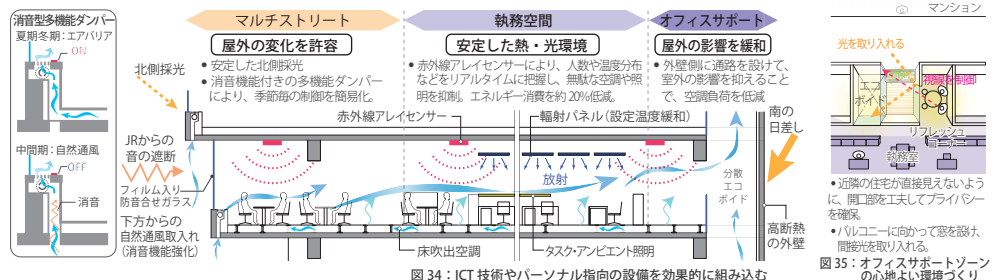 消音型多機能ダンパー
夏期冬期：エアバリア
ON
中間期：自然通風
OFF
消音
マルチストリート
執務空間
オフィスサポート
屋外の変化を許容
安定した熱・光環境
屋外の影響を緩和
• 安定した北側採光
• 消音機能付きの多機能ダンパー
により、季節毎の制御を簡易化。
• 赤外線アレイセンサーにより、人数や温度分布
などをリアルタイムに把握し、無駄な空調や照
明を抑制。エネルギー消費を約20%低減。
• 外壁側に通路を設けて、
室外の影響を抑えること
で、空調負荷を低減
北側採光
赤外線アレイセンサー
輻射パネル（設定温度緩和）
南の
日差し
JRからの
音の遮断
フィルム入り
防音合せガラス
下方からの
自然通風取入れ
（消音機能強化）
放射
分散
エコ
ボイド
高断熱
の外壁
床吹出空調
タスク・アンビエント照明
図 34：ICT 技術やパーソナル指向の設備を効果的に組み込む
マンション
光を取り入れる
視線を制御
エコ
ボイド
リフレッシュ
コーナー
執務室
• 近隣の住宅が直接見えないよう
に、開口部を工夫してプライバシー
を確保。
• バルコニーに向かって窓を設け、
間接光を取り入れる。
図 35：オフィスサポートゾーン
の心地よい環境づくり